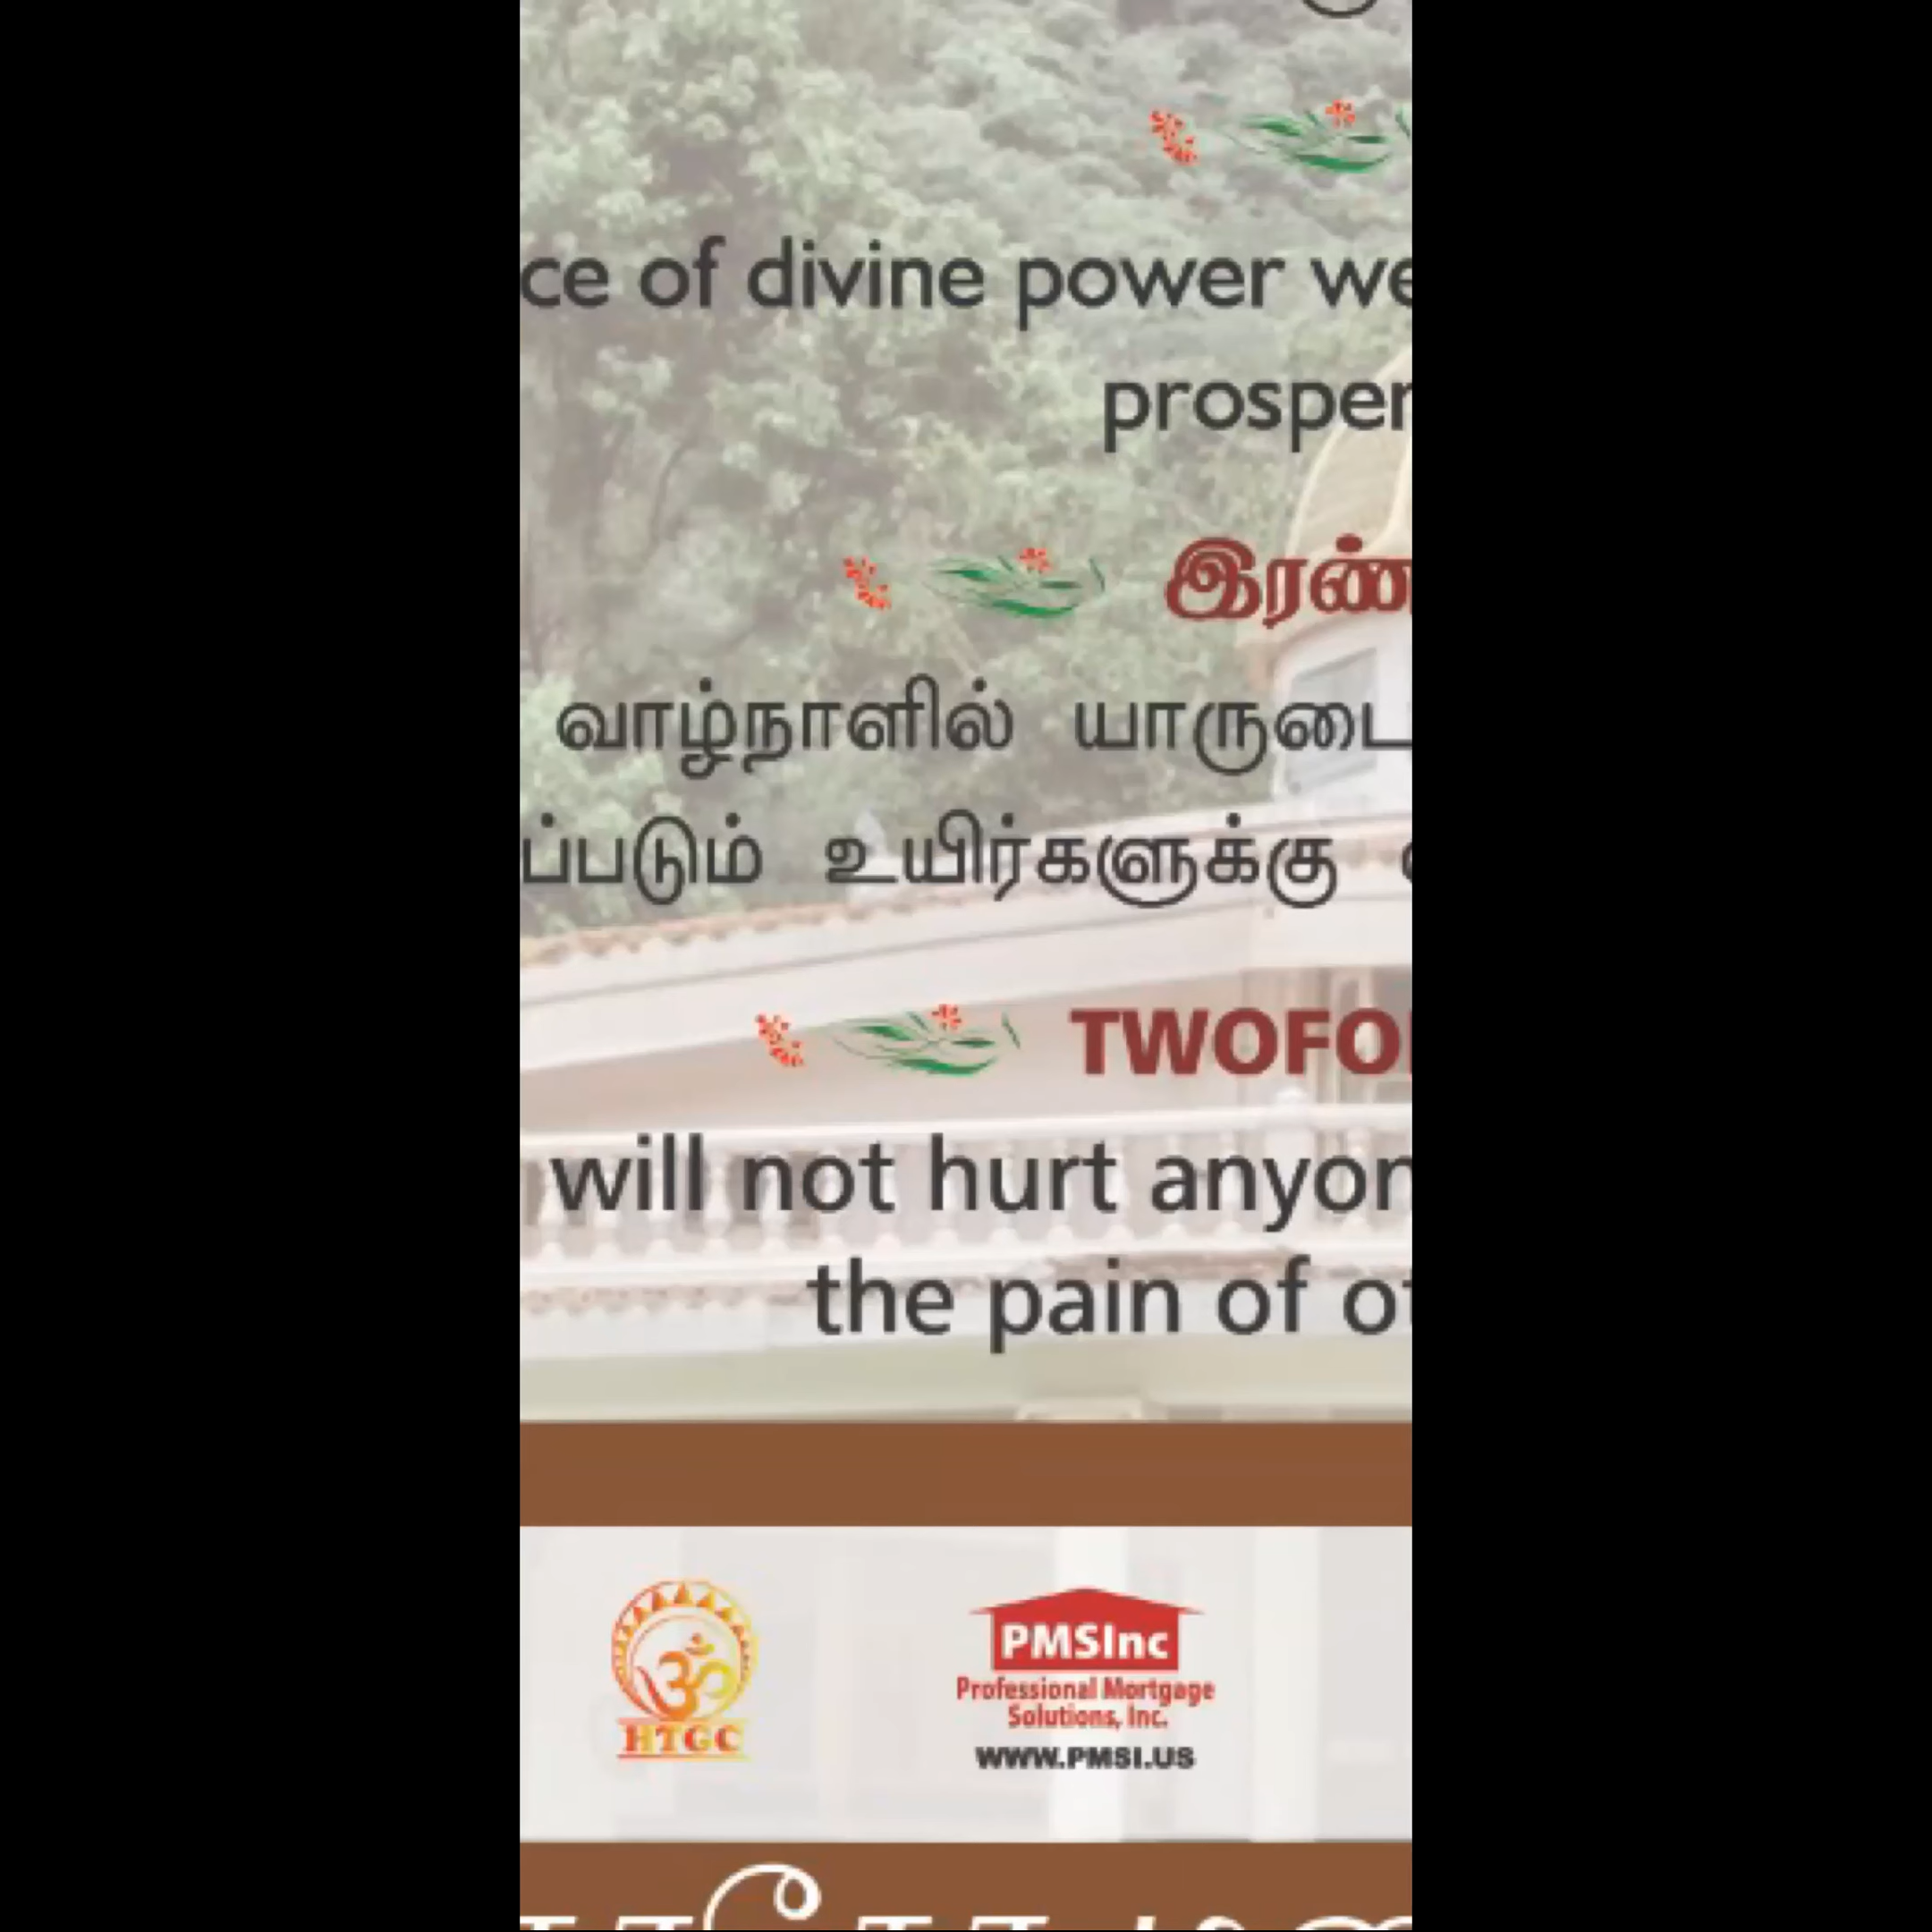 ce of divine power we
prosper
இரண்
வாழ்நாளில் யாருடை
ப்படும் உயிர்களுக்கு
TWOFO
will not hurt anyon
the pain of ot
HTGC
PMSInc
Professional Mortgage
Solutions, Inc.
WWW.PMSI.US